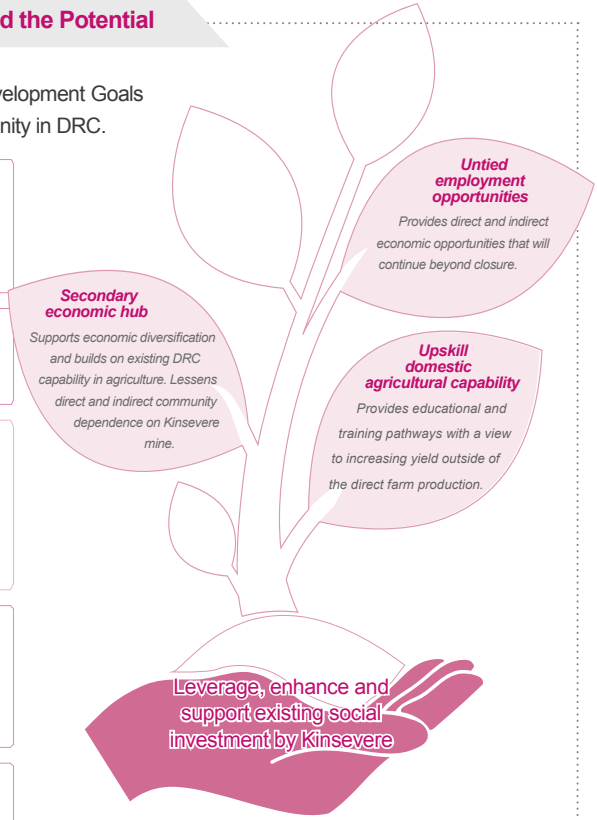 d the Potential
velopment Goals
nity in DRC.
Untied
employment
opportunities
Provides direct and indirect
economic opportunities that will
continue beyond closure.
Secondary
economic hub
Supports economic diversification
and builds on existing DRC
capability in agriculture. Lessens
direct and indirect community
dependence on Kinsevere
mine.
Upskill
domestic
agricultural capability
Provides educational and
training pathways with a view
to increasing yield outside of
the direct farm production.
Leverage, enhance and
support existing social
investment by Kinsevere